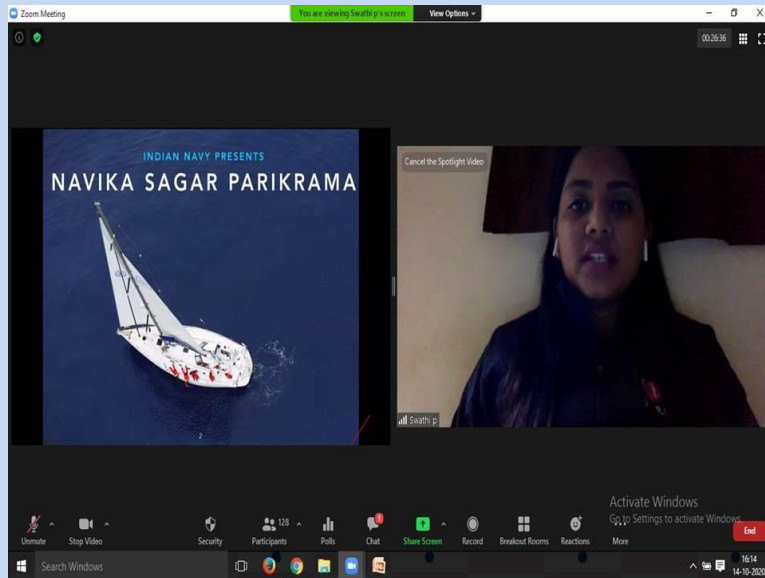 Zoom Meeting
You are viewing Swathi p's screen
View Options
00:26:36
INDIAN NAVY PRESENTS
NAVIKA SAGAR PARIKRAMA
2
Cancel the Spotlight Video
Swathi p
Activate Windows
Go to Settings to activate Windows.
Unmute
Stop Video
Security
128
Participants
Polls
1
Chat
Share Screen
Record
Breakout Rooms
Reactions
More
End
Search Windows
16:14
14-10-2020